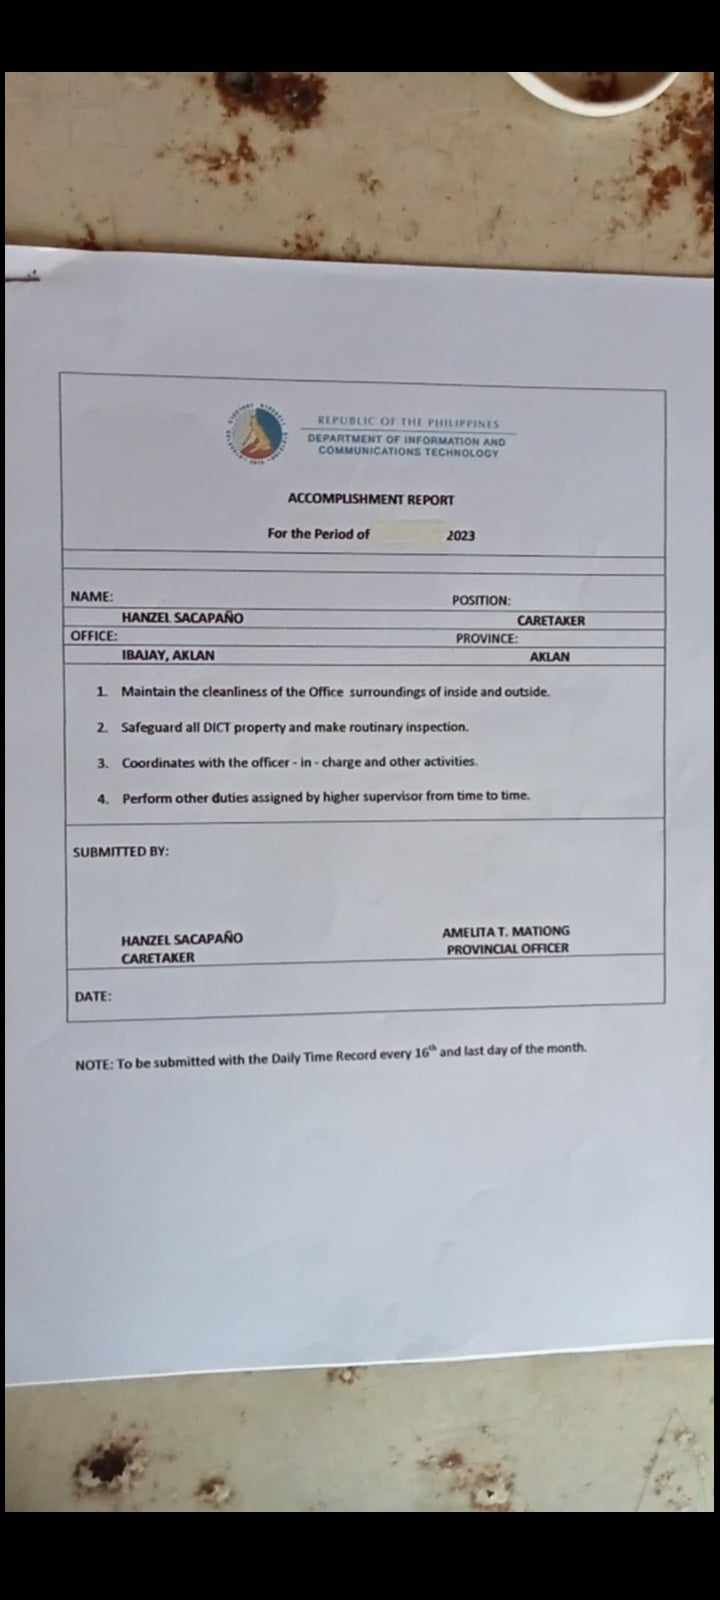 REPUBLIC OF THE PHILIPPINES
DEPARTMENT OF INFORMATION AND
COMMUNICATIONS TECHNOLOGY
ACCOMPLISHMENT REPORT
For the Period of 2023
NAME: POSITION:
HANZEL SACAPAÑO CARETAKER
OFFICE: PROVINCE:
IBAJAY, AKLAN AKLAN
1. Maintain the cleanliness of the Office surroundings of inside and outside.
2. Safeguard all DICT property and make routinary inspection.
3. Coordinates with the officer - in - charge and other activities.
4. Perform other duties assigned by higher supervisor from time to time.
SUBMITTED BY:
HANZEL SACAPAÑO AMELITA T. MATIONG
CARETAKER PROVINCIAL OFFICER
DATE:
NOTE: To be submitted with the Daily Time Record every 16th and last day of the month.